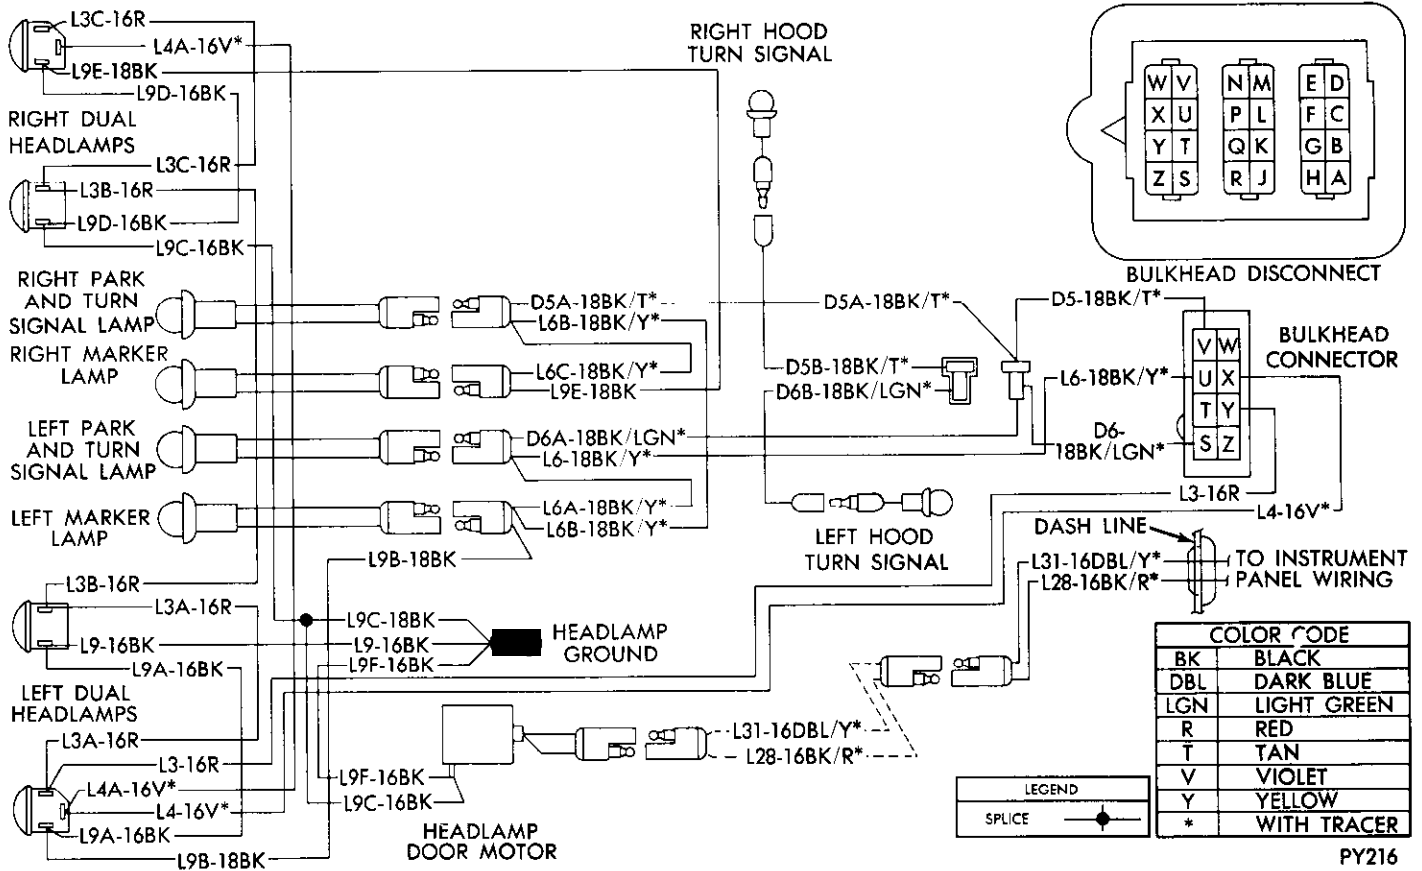 L3C-16R
L4A-16V*
L9E-18BK
L9D-16BK
RIGHT DUAL
HEADLAMPS
L3C-16R
L3B-16R
L9D-16BK
L9C-16BK
RIGHT PARK
AND TURN
SIGNAL LAMP
RIGHT MARKER
LAMP
LEFT PARK
AND TURN
SIGNAL LAMP
LEFT MARKER
LAMP
D5A-18BK/T*
L6B-18BK/Y*
L6C-18BK/Y*
L9E-18BK
D6A-18BK/LGN*
L6-18BK/Y*
L6A-18BK/Y*
L6B-18BK/Y*
L9B-18BK
RIGHT HOOD
TURN SIGNAL
D5A-18BK/T*
D5B-18BK/T*
D6B-18BK/LGN*
LEFT HOOD
TURN SIGNAL
W V N M E D
X U P L F C
Y T Q K G B
Z S R J H A
BULKHEAD DISCONNECT
D5-18BK/T*
BULKHEAD
CONNECTOR
V W
U X
T Y
S Z
L6-18BK/Y*
D6-
18BK/LGN*
L3-16R
L4-16V*
DASH LINE
L31-16DBL/Y*
L28-16BK/R*
TO INSTRUMENT
PANEL WIRING
L3B-16R
L3A-16R
L9-16BK
L9A-16BK
LEFT DUAL
HEADLAMPS
L3A-16R
L3-16R
L4A-16V*
L4-16V*
L9A-16BK
L9B-18BK
L9C-18BK
L9-16BK
L9F-16BK
HEADLAMP
GROUND
L31-16DBL/Y*
L28-16BK/R*
L9F-16BK
L9C-16BK
HEADLAMP
DOOR MOTOR
LEGEND
SPLICE
COLOR CODE
BK BLACK
DBL DARK BLUE
LGN LIGHT GREEN
R RED
T TAN
V VIOLET
Y YELLOW
* WITH TRACER
PY216